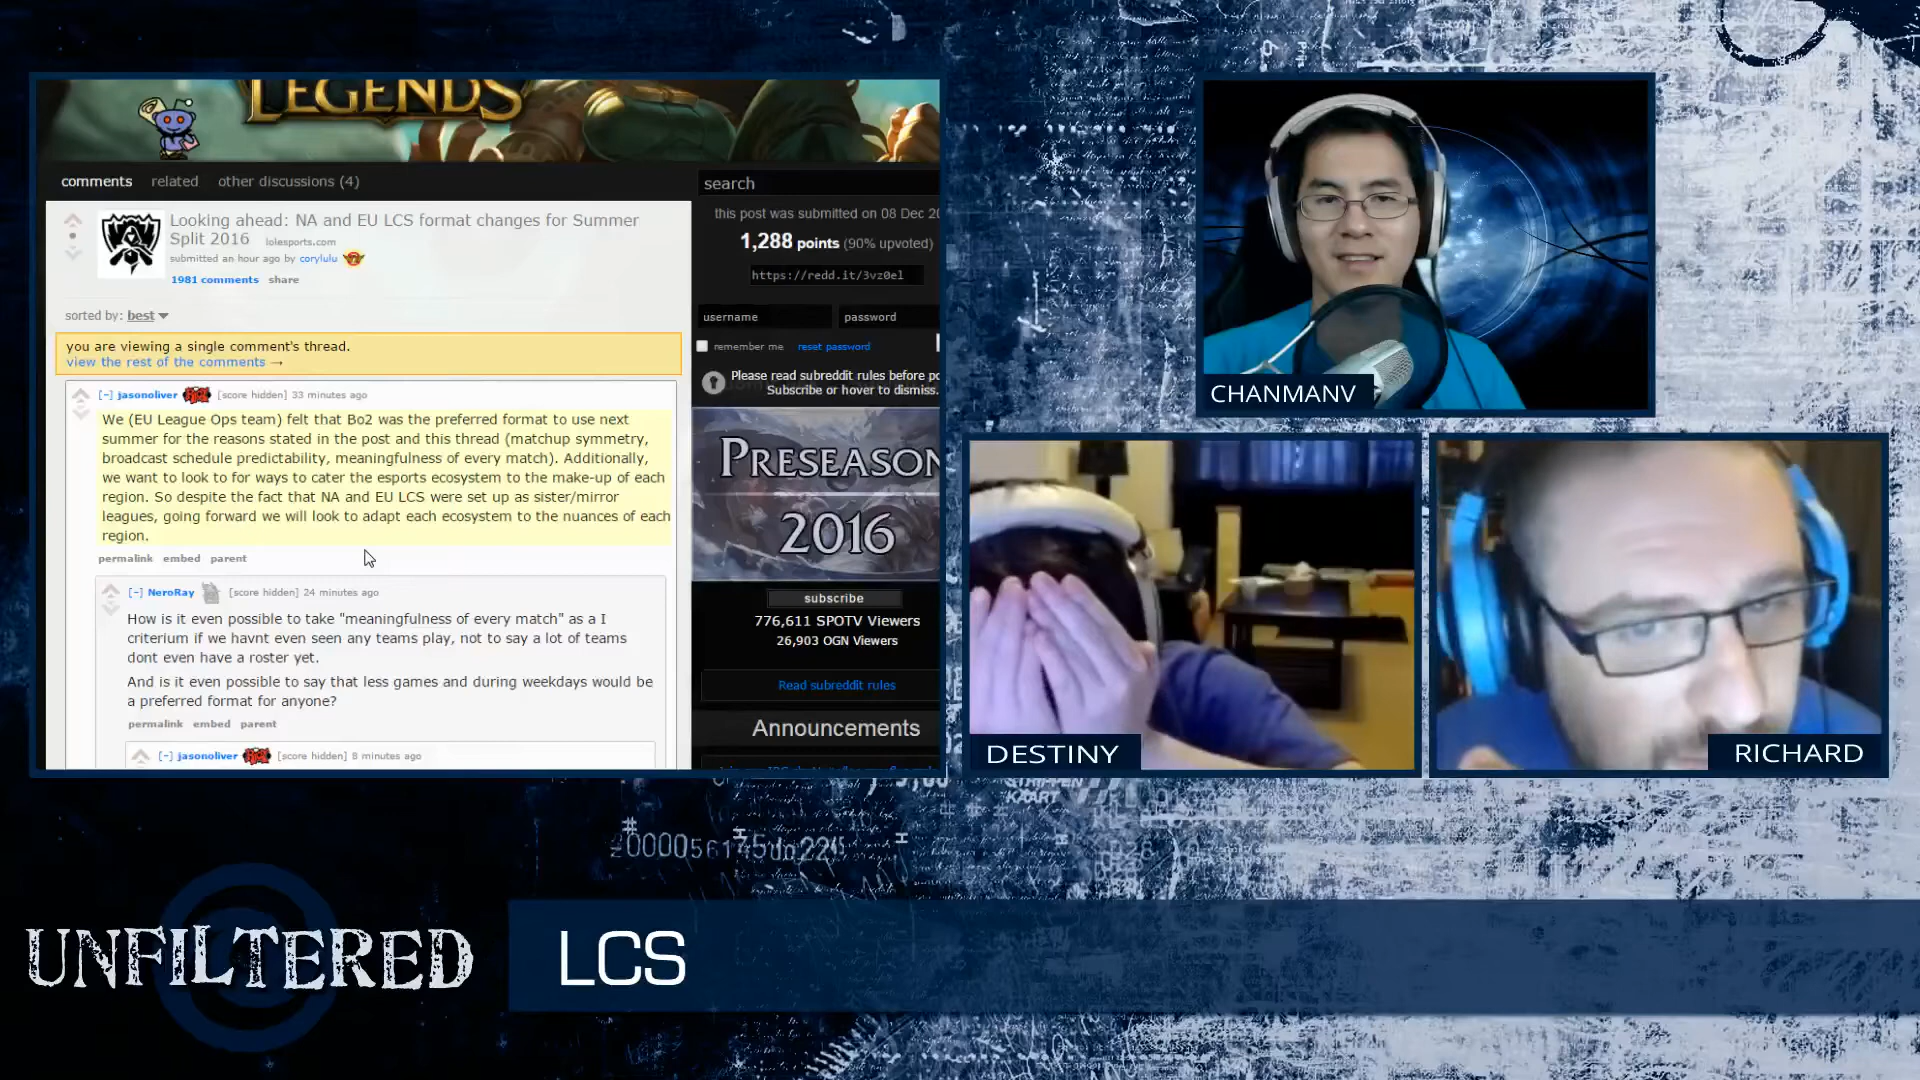 LEGENDS
comments related other discussions (4)
Looking ahead: NA and EU LCS format changes for Summer
Split 2016 lolesports.com
submitted an hour ago by corylulu
1981 comments share
sorted by: best
you are viewing a single comment's thread.
view the rest of the comments →
[-] jasonoliver [score hidden] 33 minutes ago
We (EU League Ops team) felt that Bo2 was the preferred format to use next
summer for the reasons stated in the post and this thread (matchup symmetry,
broadcast schedule predictability, meaningfulness of every match). Additionally,
we want to look to for ways to cater the esports ecosystem to the make-up of each
region. So despite the fact that NA and EU LCS were set up as sister/mirror
leagues, going forward we will look to adapt each ecosystem to the nuances of each
region.
permalink embed parent
[-] NeroRay [score hidden] 24 minutes ago
How is it even possible to take "meaningfulness of every match" as a I
criterium if we havnt even seen any teams play, not to say a lot of teams
dont even have a roster yet.
And is it even possible to say that less games and during weekdays would be
a preferred format for anyone?
permalink embed parent
[-] jasonoliver [score hidden] 8 minutes ago
search
this post was submitted on 08 Dec 20
1,288 points (90% upvoted)
https://redd.it/3vz0el
username password
remember me reset password
Please read subreddit rules before po
Subscribe or hover to dismiss.
PRESEASON
2016
subscribe
776,611 SPOTV Viewers
26,903 OGN Viewers
Read subreddit rules
Announcements
CHANMANV
DESTINY
RICHARD
UNFILTERED
LCS